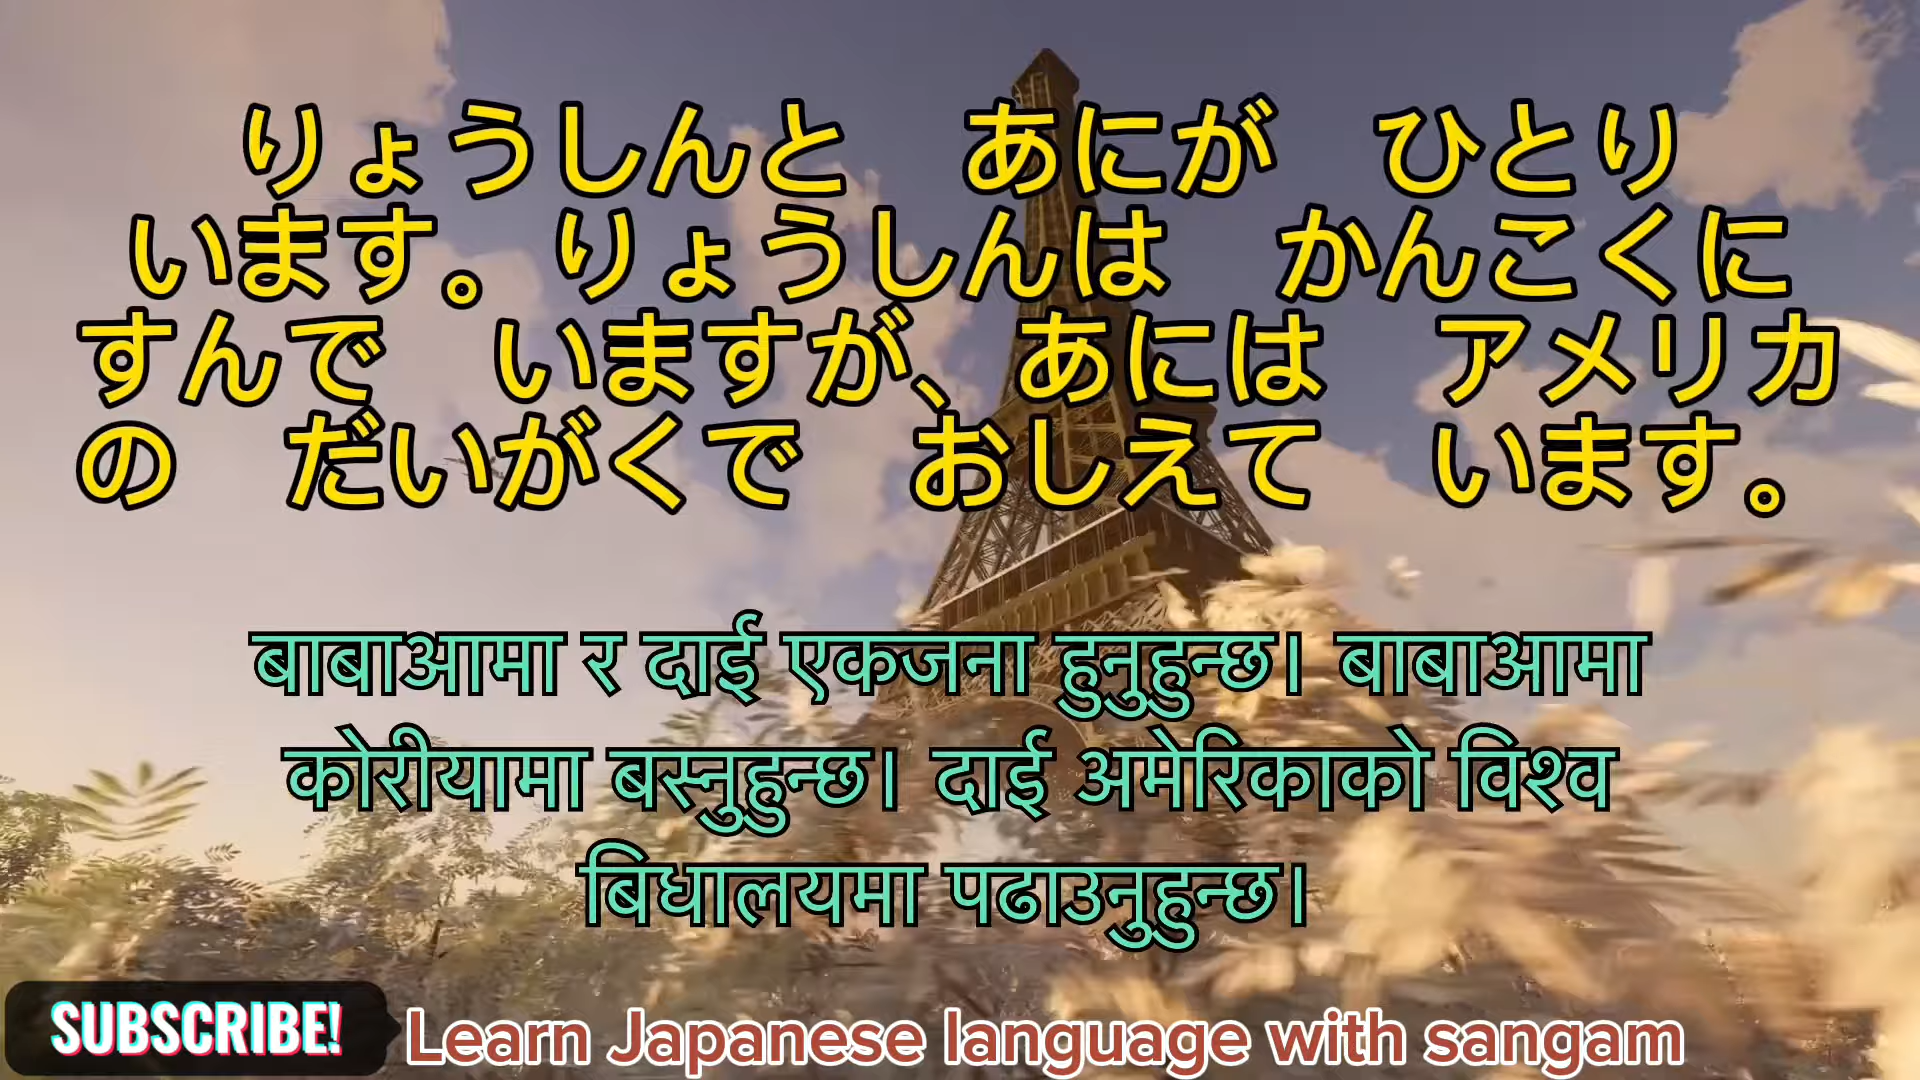 りょうしんと　あにが　ひとり
います。りょうしんは　かんこくに
すんで　いますが、あには　アメリカ
の　だいがくで　おしえて　います。
बाबाआमा र दाई एकजना हुनुहुन्छ। बाबाआमा
कोरीयामा बस्नुहुन्छ। दाई अमेरिकाको विश्व
बिधालयमा पढाउनुहुन्छ।
SUBSCRIBE!
Learn Japanese language with sangam